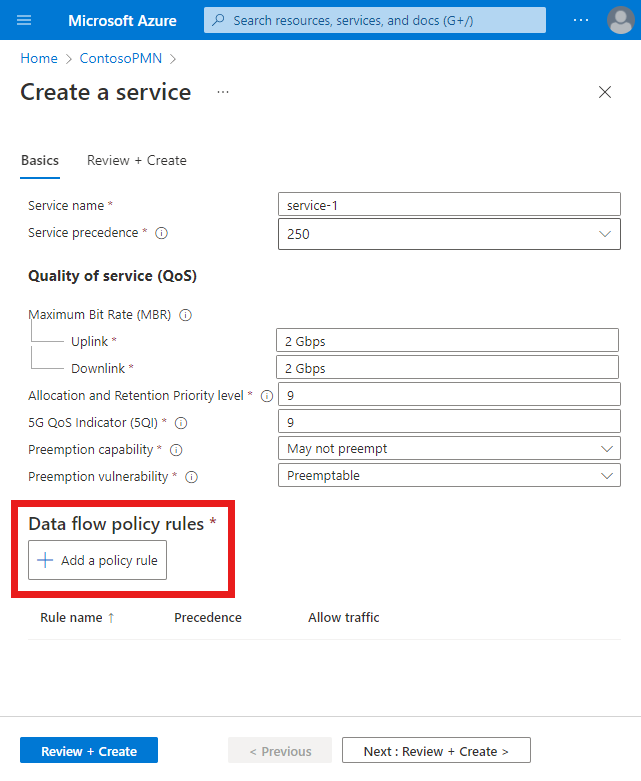 Microsoft Azure
Search resources, services, and docs (G+/)
...
Home > ContosoPMN >
Create a service ...
Basics
Review + Create
Service name *
service-1
Service precedence *
250
Quality of service (QoS)
Maximum Bit Rate (MBR)
Uplink *
2 Gbps
Downlink *
2 Gbps
Allocation and Retention Priority level *
9
5G QoS Indicator (5QI) *
9
Preemption capability *
May not preempt
Preemption vulnerability *
Preemptable
Data flow policy rules *
+ Add a policy rule
Rule name ↑
Precedence
Allow traffic
Review + Create
< Previous
Next : Review + Create >